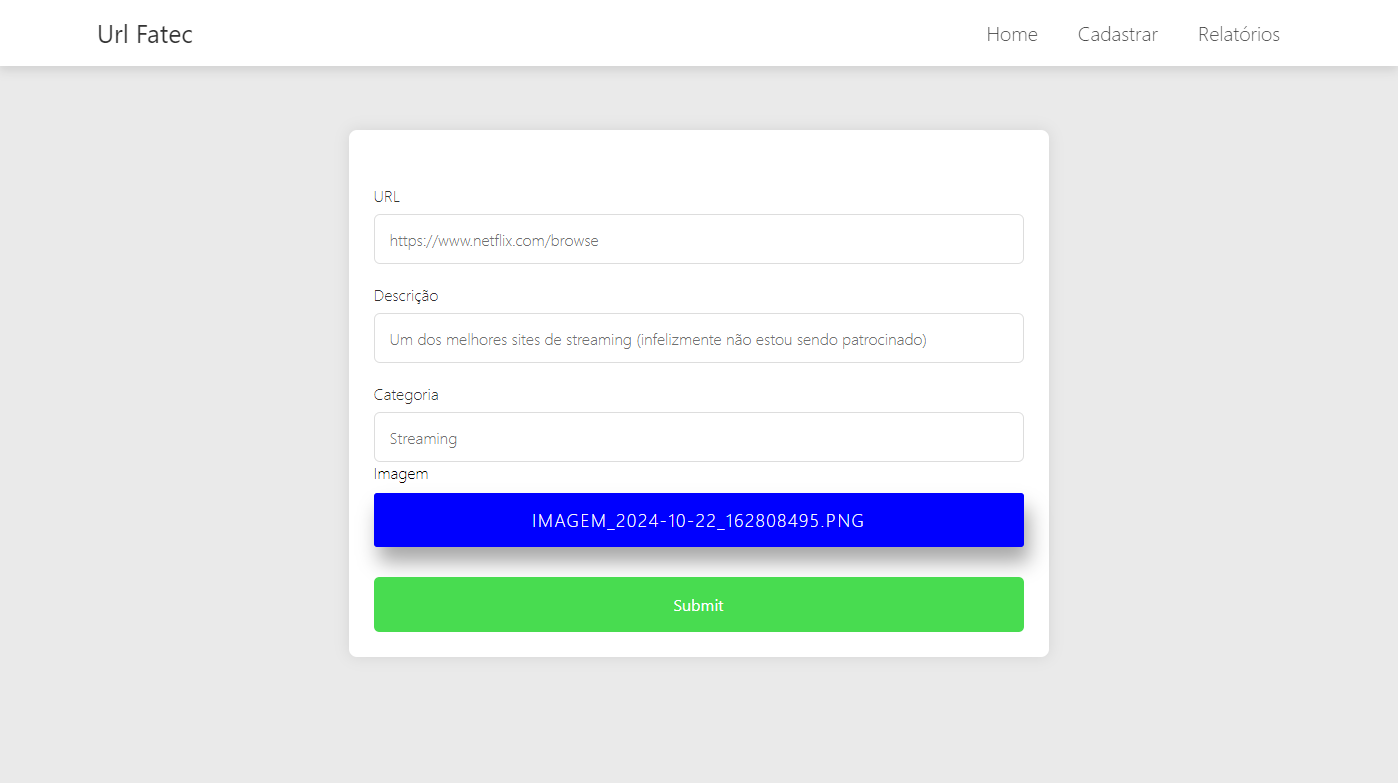 Url Fatec
Home Cadastrar Relatórios
URL
https://www.netflix.com/browse
Descrição
Um dos melhores sites de streaming (infelizmente não estou sendo patrocinado)
Categoria
Streaming
Imagem
IMAGEM_2024-10-22_162808495.PNG
Submit